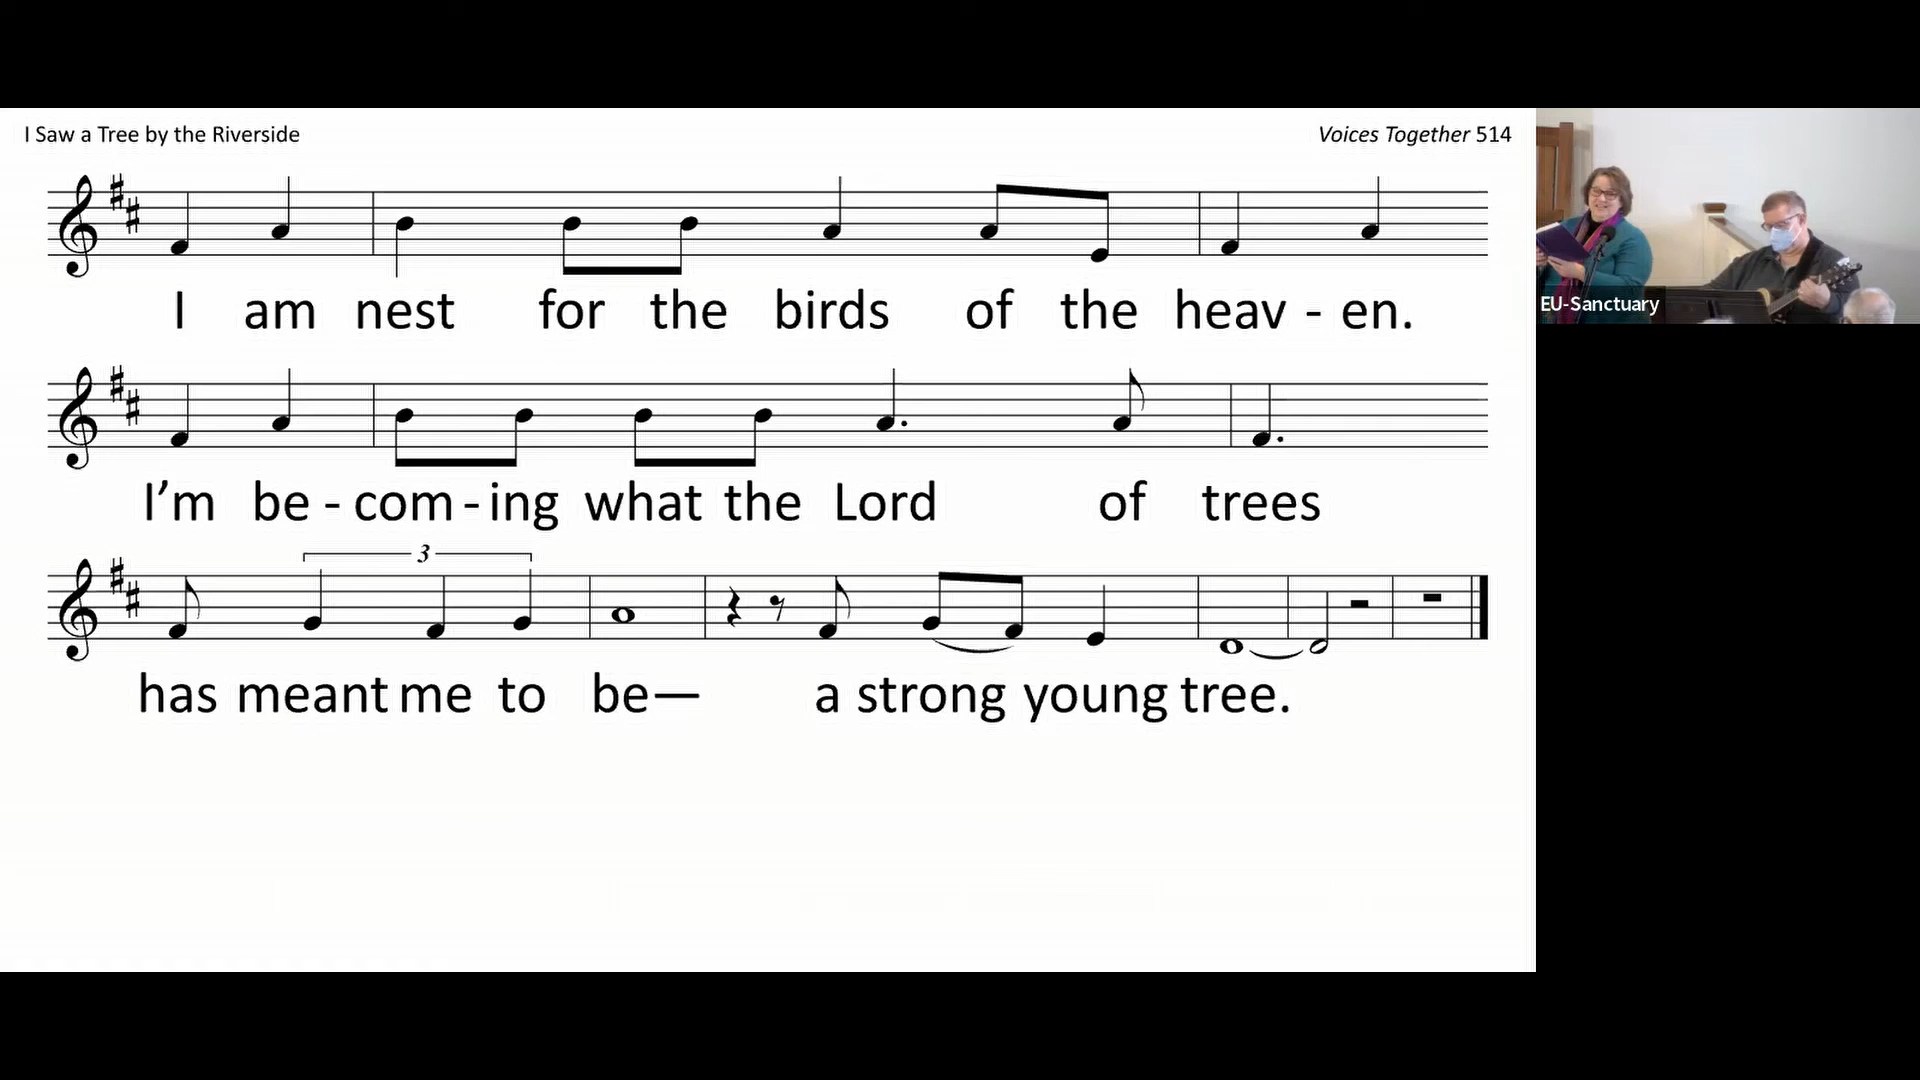 I Saw a Tree by the Riverside
Voices Together 514
I am nest for the birds of the heav - en.
I’m be - com - ing what the Lord of trees
3
has meant me to be— a strong young tree.
EU-Sanctuary